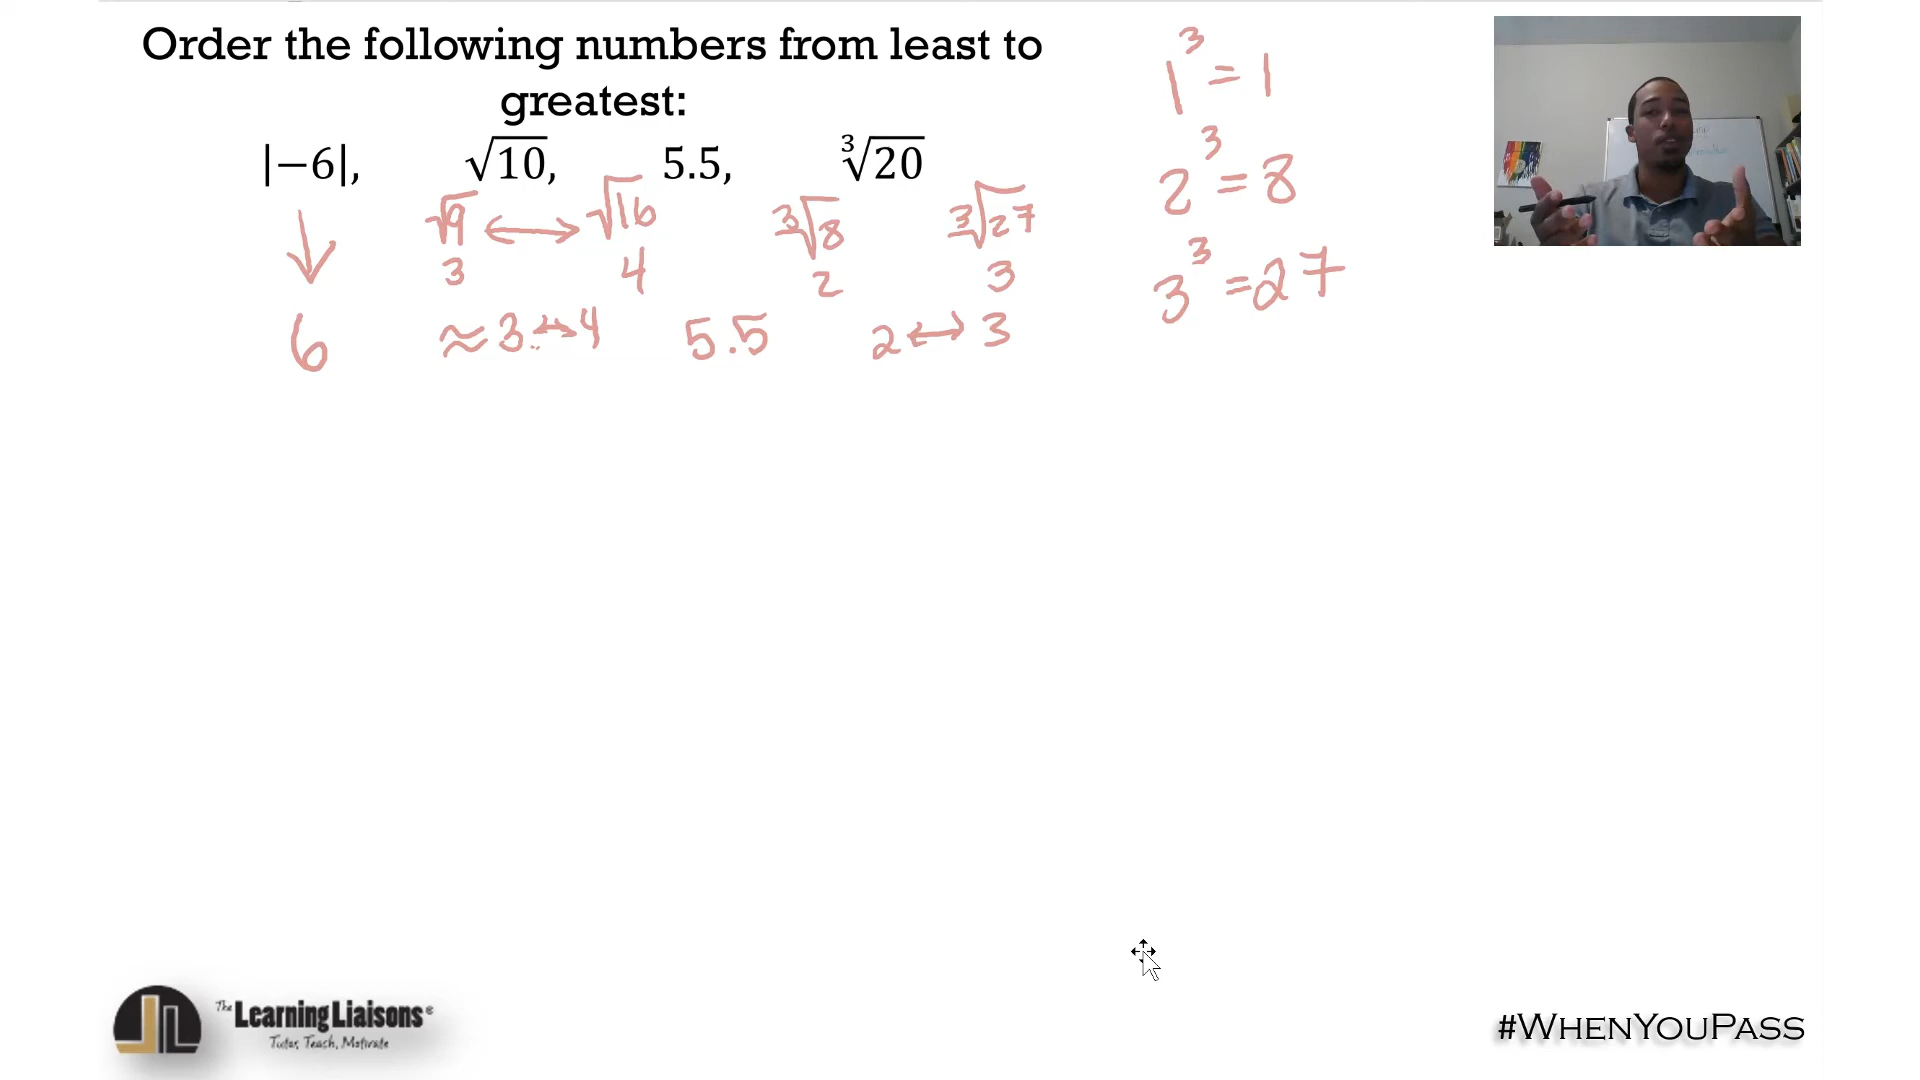 Order the following numbers from least to
greatest:
|−6|, √10, 5.5, ∛20
√9 ↔ √16 ∛8 ∛27
3 4 2 3
6 ≈3 ↔ 4 5.5 2 ↔ 3
1³ = 1
2³ = 8
3³ = 27
The Learning Liaisons®
Tutor, Teach, Motivate
#WHENYOUPASS